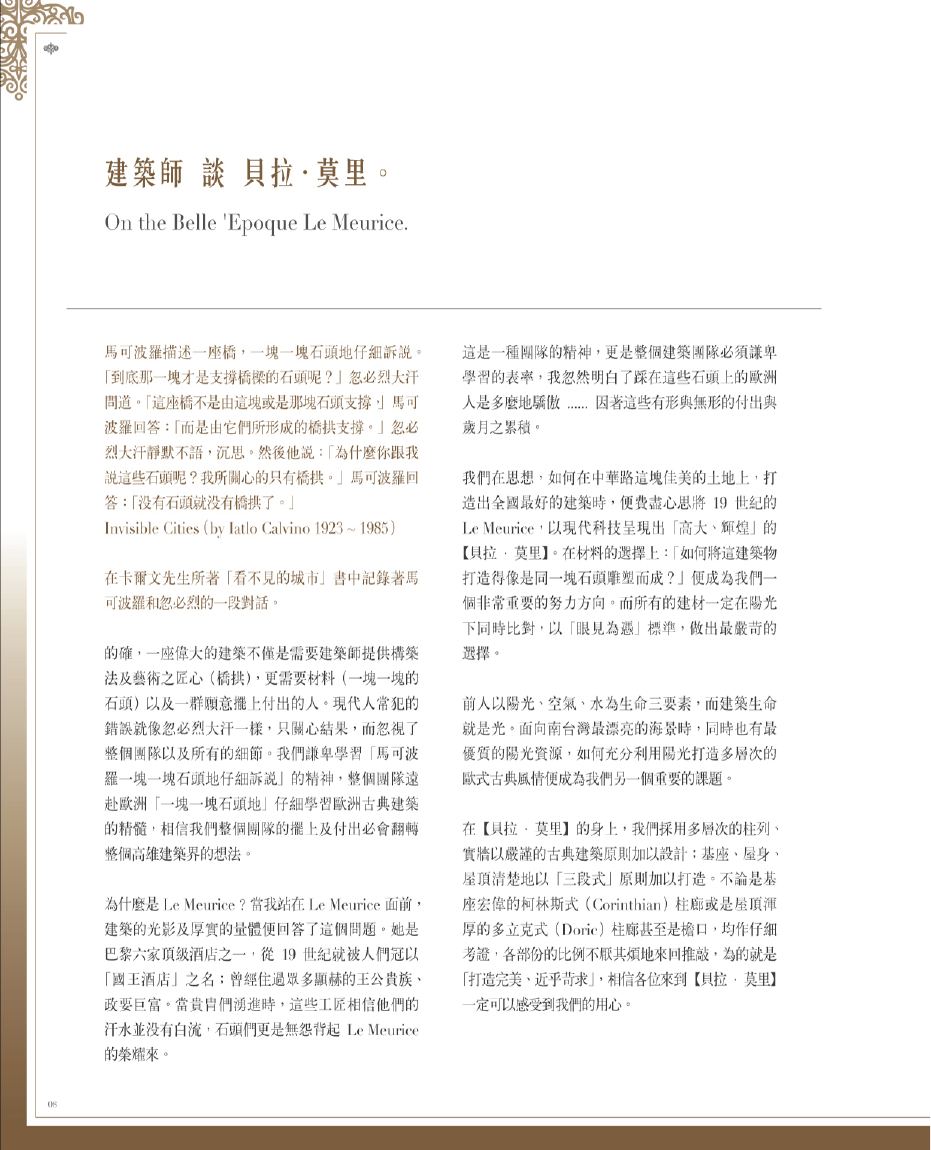 建築師 談 貝拉·莫里。
On the Belle 'Epoque Le Meurice.
馬可波羅描述一座橋，一塊一塊石頭地仔細訴說。
「到底那一塊才是支撐橋樑的石頭呢？」忽必烈大汗
問道。「這座橋不是由這塊或是那塊石頭支撐，」馬可
波羅回答：「而是由它們所形成的橋拱支撐。」忽必
烈大汗靜默不語，沉思。然後他說：「為什麼你跟我
說這些石頭呢？我所關心的只有橋拱。」馬可波羅回
答：「沒有石頭就沒有橋拱了。」
Invisible Cities (by Iatlo Calvino 1923 ~ 1985)
在卡爾文先生所著「看不見的城市」書中記錄著馬
可波羅和忽必烈的一段對話。
的確，一座偉大的建築不僅是需要建築師提供構築
法及藝術之匠心（橋拱），更需要材料（一塊一塊的
石頭）以及一群願意擺上付出的人。現代人常犯的
錯誤就像忽必烈大汗一樣，只關心結果，而忽視了
整個團隊以及所有的細節。我們謙卑學習「馬可波
羅一塊一塊石頭地仔細訴說」的精神，整個團隊遠
赴歐洲「一塊一塊石頭地」仔細學習歐洲古典建築
的精髓，相信我們整個團隊的擺上及付出必會翻轉
整個高雄建築界的想法。
為什麼是 Le Meurice？當我站在 Le Meurice 面前，
建築的光影及厚實的量體便回答了這個問題。她是
巴黎六家頂級酒店之一，從 19 世紀就被人們冠以
「國王酒店」之名；曾經住過眾多顯赫的王公貴族、
政要巨富。當貴胄們湧進時，這些工匠相信他們的
汗水並沒有白流，石頭們更是無怨背起 Le Meurice
的榮耀來。
這是一種團隊的精神，更是整個建築團隊必須謙卑
學習的表率，我忽然明白了踩在這些石頭上的歐洲
人是多麼地驕傲 ...... 因著這些有形與無形的付出與
歲月之累積。
我們在思想，如何在中華路這塊佳美的土地上，打
造出全國最好的建築時，便費盡心思將 19 世紀的
Le Meurice，以現代科技呈現出「高大、輝煌」的
【貝拉．莫里】。在材料的選擇上：「如何將這建築物
打造得像是同一塊石頭雕塑而成？」便成為我們一
個非常重要的努力方向。而所有的建材一定在陽光
下同時比對，以「眼見為憑」標準，做出最嚴苛的
選擇。
前人以陽光、空氣、水為生命三要素，而建築生命
就是光。面向南台灣最漂亮的海景時，同時也有最
優質的陽光資源，如何充分利用陽光打造多層次的
歐式古典風情便成為我們另一個重要的課題。
在【貝拉．莫里】的身上，我們採用多層次的柱列、
實牆以嚴謹的古典建築原則加以設計；基座、屋身、
屋頂清楚地以「三段式」原則加以打造。不論是基
座宏偉的柯林斯式（Corinthian）柱廊或是屋頂渾
厚的多立克式（Doric）柱廊甚至是檐口，均作仔細
考證，各部份的比例不厭其煩地來回推敲，為的就是
「打造完美、近乎苛求」，相信各位來到【貝拉．莫里】
一定可以感受到我們的用心。
08